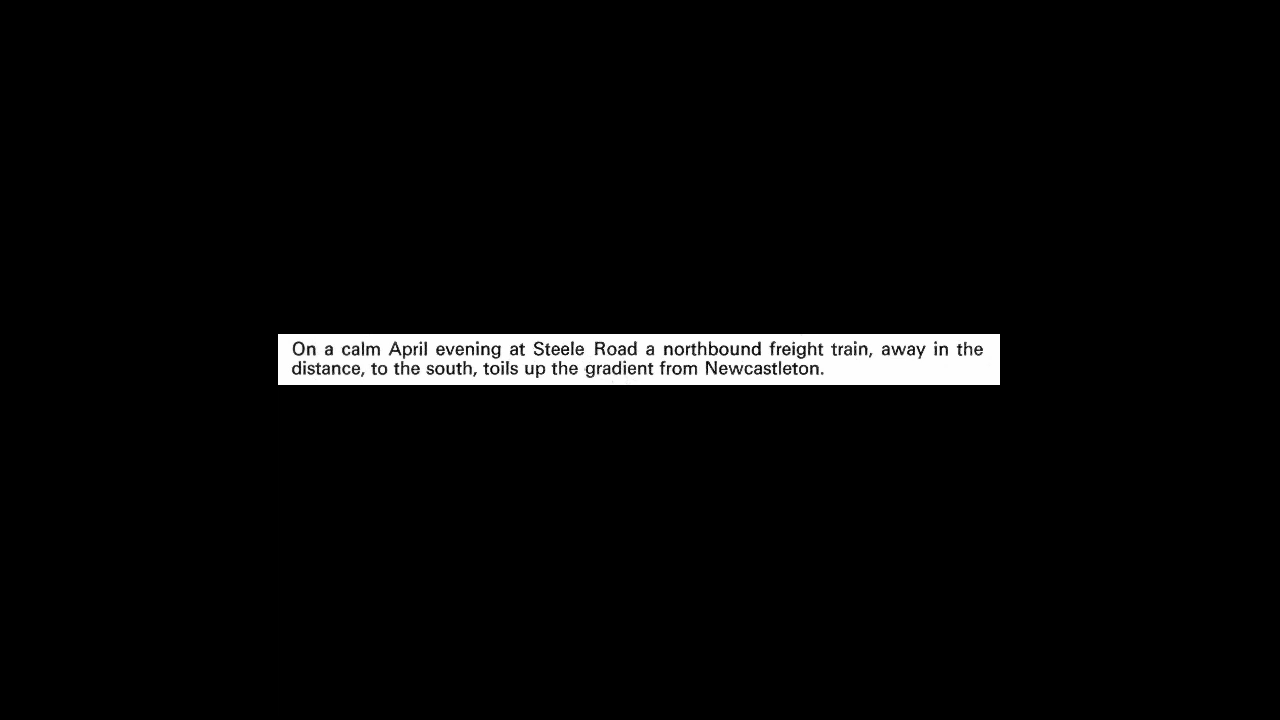 On a calm April evening at Steele Road a northbound freight train, away in the
distance, to the south, toils up the gradient from Newcastleton.